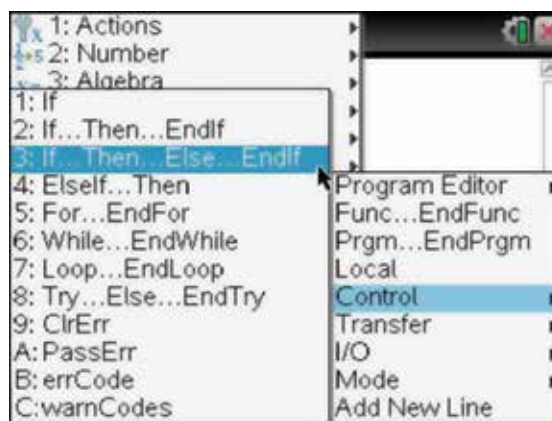 1: Actions
2: Number
3: Algebra
1: If
2: If...Then...EndIf
3: If...Then...Else...EndIf
4: ElseIf...Then
5: For...EndFor
6: While...EndWhile
7: Loop...EndLoop
8: Try...Else...EndTry
9: ClrErr
A: PassErr
B: errCode
C:warnCodes
Program Editor
Func...EndFunc
Prgm...EndPrgm
Local
Control
Transfer
I/O
Mode
Add New Line